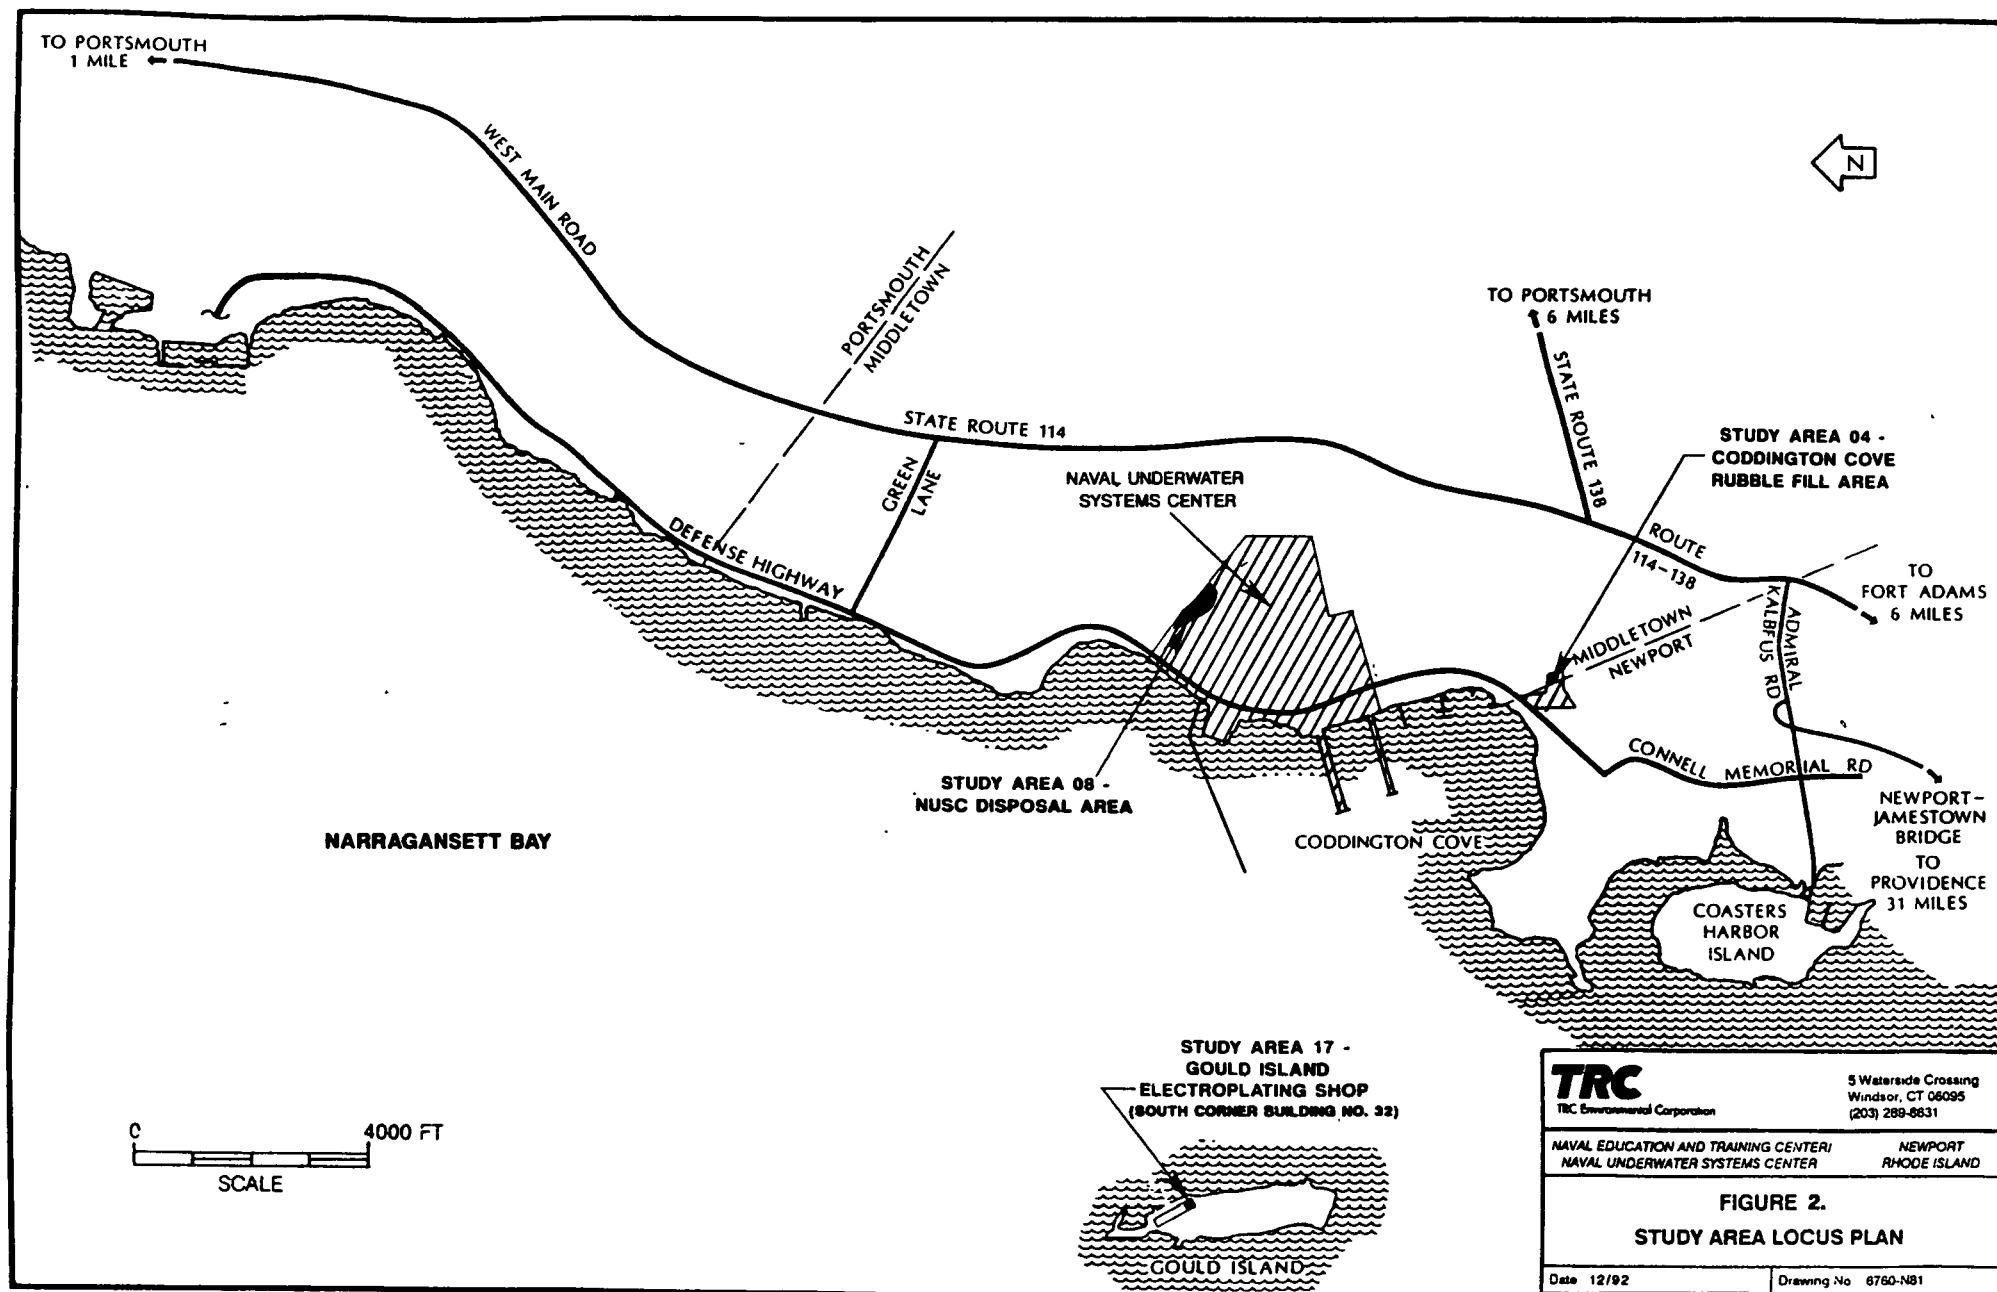 TO PORTSMOUTH
1 MILE
WEST MAIN ROAD
N
PORTSMOUTH
MIDDLETOWN
TO PORTSMOUTH
6 MILES
STATE ROUTE 138
STATE ROUTE 114
GREEN
LANE
DEFENSE HIGHWAY
NAVAL UNDERWATER
SYSTEMS CENTER
STUDY AREA 04 -
CODDINGTON COVE
RUBBLE FILL AREA
ROUTE
114-138
TO
FORT ADAMS
6 MILES
MIDDLETOWN
NEWPORT
ADMIRAL
KALBFUS RD
CONNELL MEMORIAL RD
NEWPORT-
JAMESTOWN
BRIDGE
TO
PROVIDENCE
31 MILES
STUDY AREA 08 -
NUSC DISPOSAL AREA
NARRAGANSETT BAY
CODDINGTON COVE
COASTERS
HARBOR
ISLAND
STUDY AREA 17 -
GOULD ISLAND
ELECTROPLATING SHOP
(SOUTH CORNER BUILDING NO. 32)
GOULD ISLAND
0 4000 FT
SCALE
TRC
TRC Environmental Corporation
5 Waterside Crossing
Windsor, CT 06095
(203) 289-8631
NAVAL EDUCATION AND TRAINING CENTER/
NAVAL UNDERWATER SYSTEMS CENTER
NEWPORT
RHODE ISLAND
FIGURE 2.
STUDY AREA LOCUS PLAN
Date 12/92
Drawing No 6760-N81